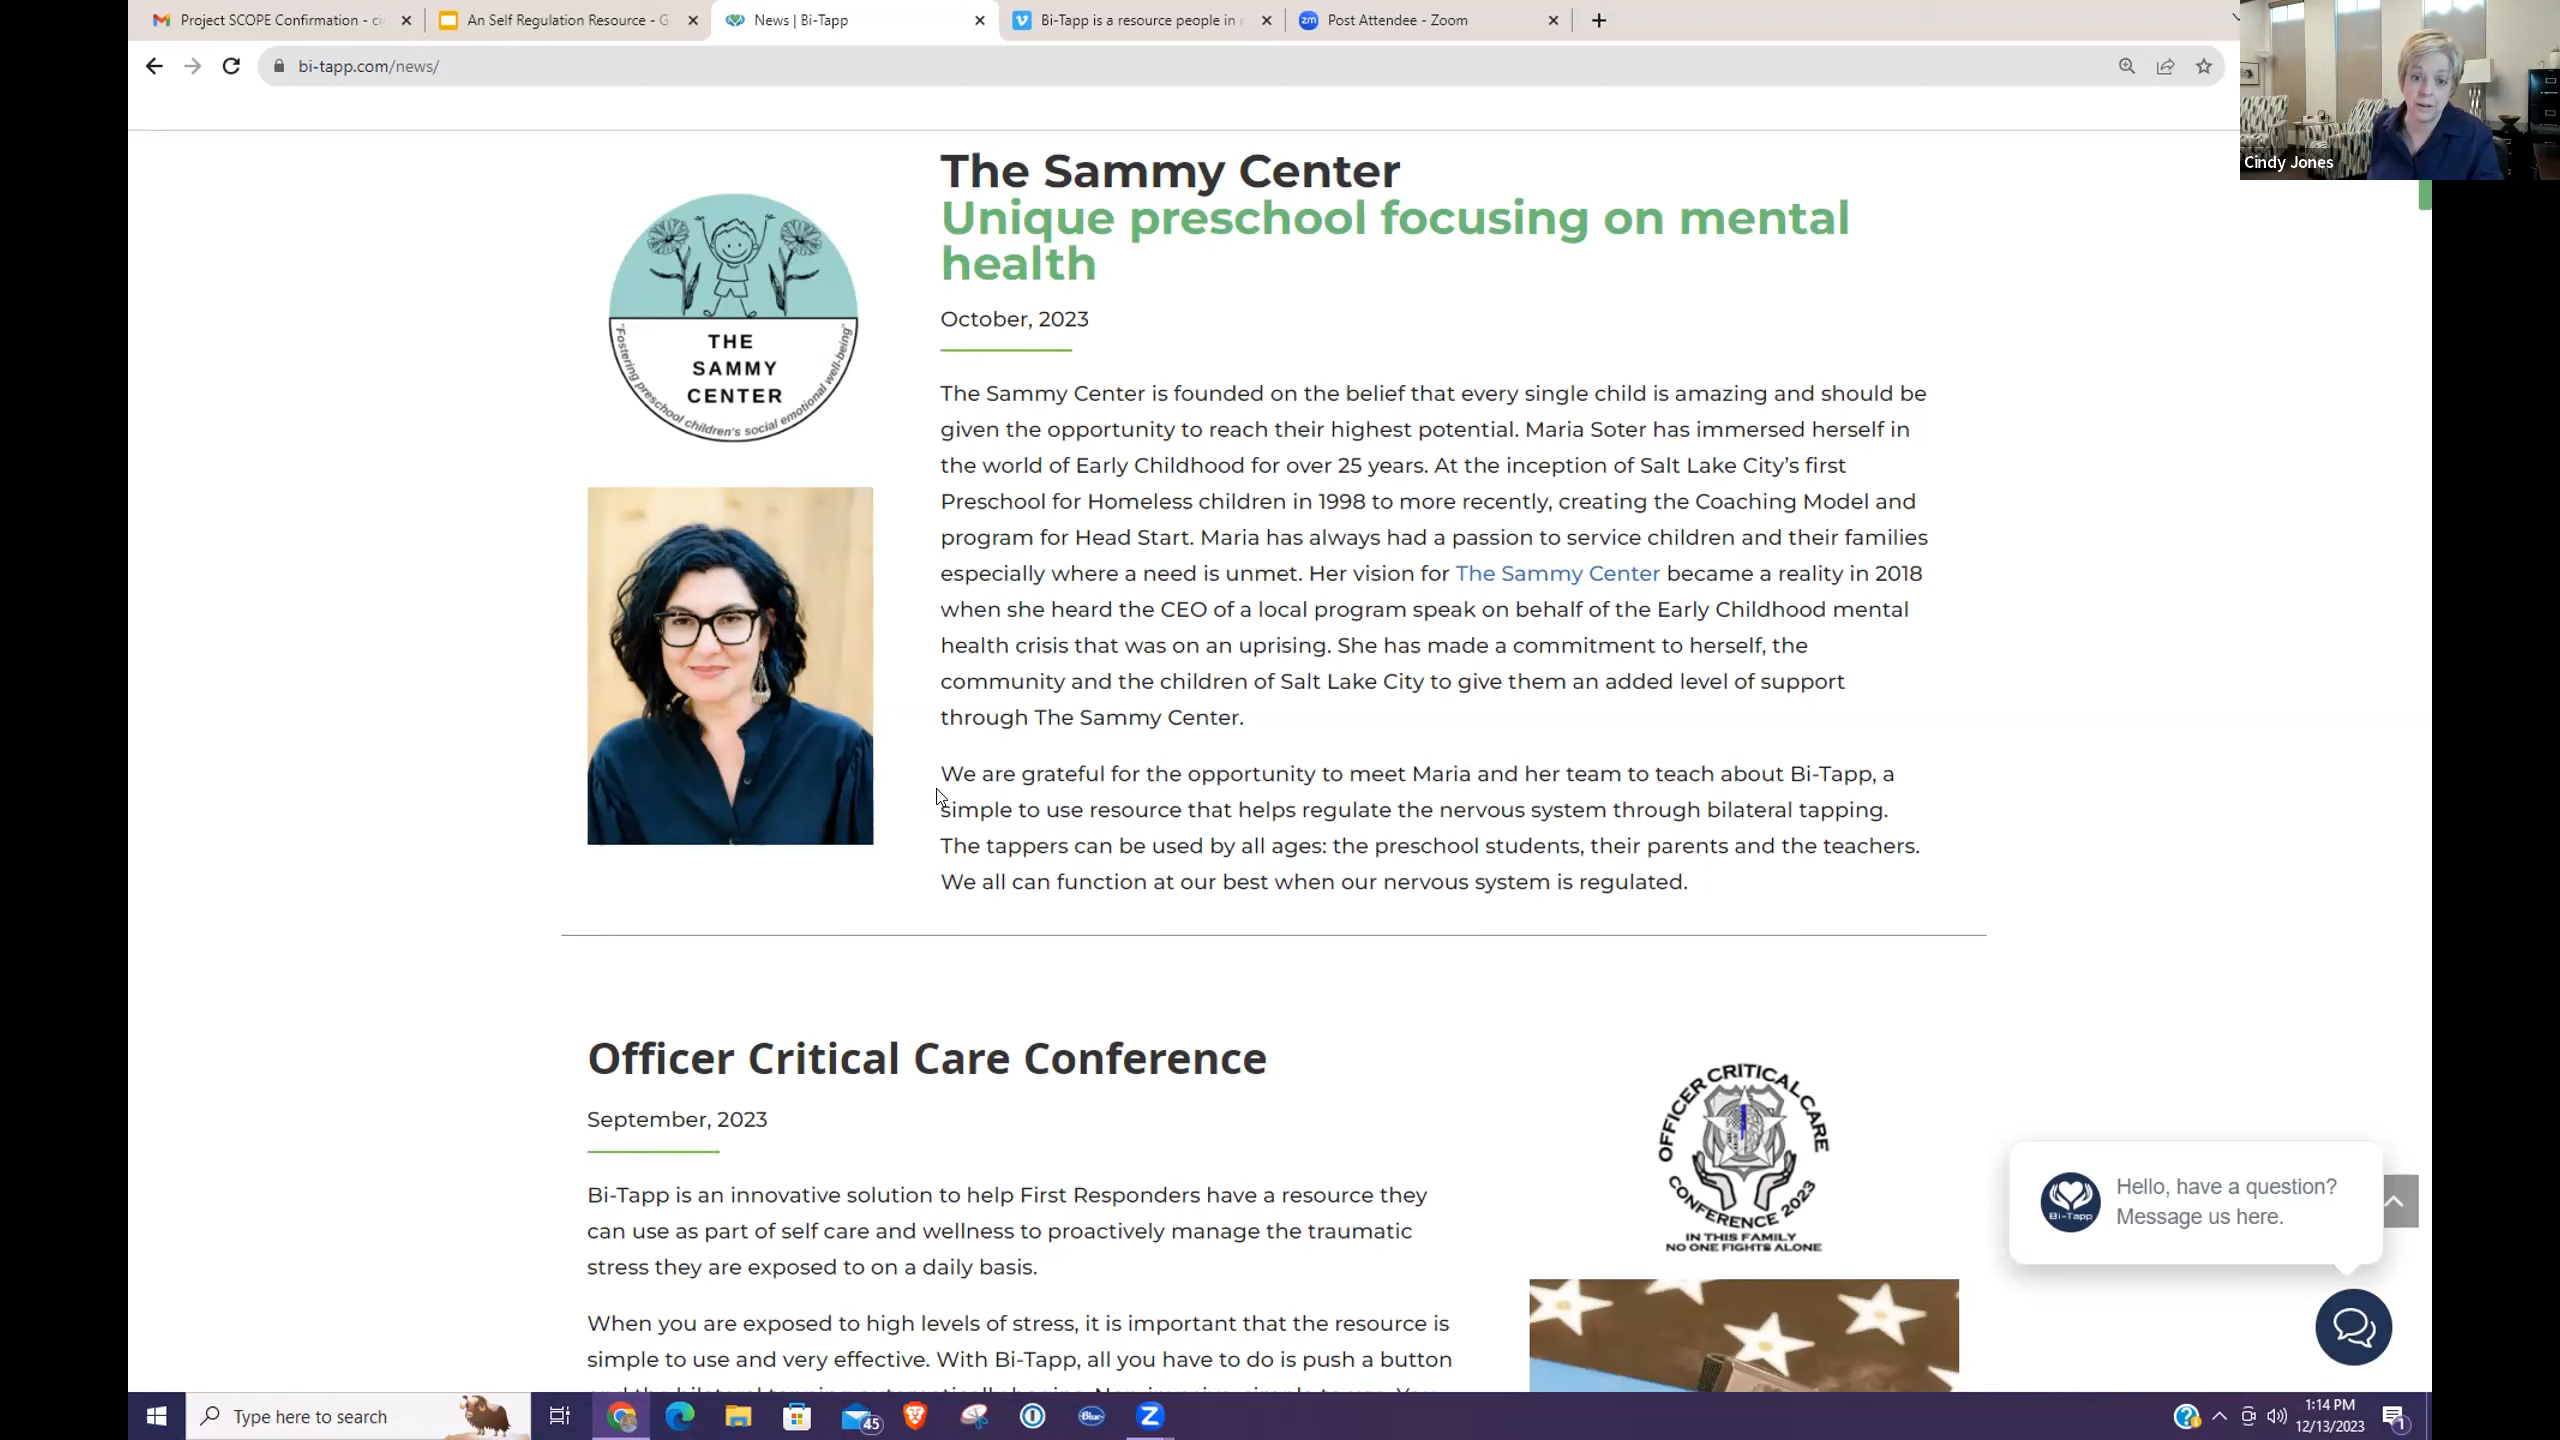 Project SCOPE Confirmation - ci
An Self Regulation Resource - G
News | Bi-Tapp
Bi-Tapp is a resource people in
Post Attendee - Zoom
bi-tapp.com/news/
Cindy Jones
The Sammy Center
Unique preschool focusing on mental
health
October, 2023
THE
SAMMY
CENTER
"Fostering preschool children's social emotional well-being"
The Sammy Center is founded on the belief that every single child is amazing and should be
given the opportunity to reach their highest potential. Maria Soter has immersed herself in
the world of Early Childhood for over 25 years. At the inception of Salt Lake City’s first
Preschool for Homeless children in 1998 to more recently, creating the Coaching Model and
program for Head Start. Maria has always had a passion to service children and their families
especially where a need is unmet. Her vision for The Sammy Center became a reality in 2018
when she heard the CEO of a local program speak on behalf of the Early Childhood mental
health crisis that was on an uprising. She has made a commitment to herself, the
community and the children of Salt Lake City to give them an added level of support
through The Sammy Center.
We are grateful for the opportunity to meet Maria and her team to teach about Bi-Tapp, a
simple to use resource that helps regulate the nervous system through bilateral tapping.
The tappers can be used by all ages: the preschool students, their parents and the teachers.
We all can function at our best when our nervous system is regulated.
Officer Critical Care Conference
September, 2023
Bi-Tapp is an innovative solution to help First Responders have a resource they
can use as part of self care and wellness to proactively manage the traumatic
stress they are exposed to on a daily basis.
When you are exposed to high levels of stress, it is important that the resource is
simple to use and very effective. With Bi-Tapp, all you have to do is push a button
OFFICER CRITICAL CARE
CONFERENCE 2023
IN THIS FAMILY
NO ONE FIGHTS ALONE
Bi-Tapp
Hello, have a question?
Message us here.
Type here to search
45
Blue
1:14 PM
12/13/2023
1